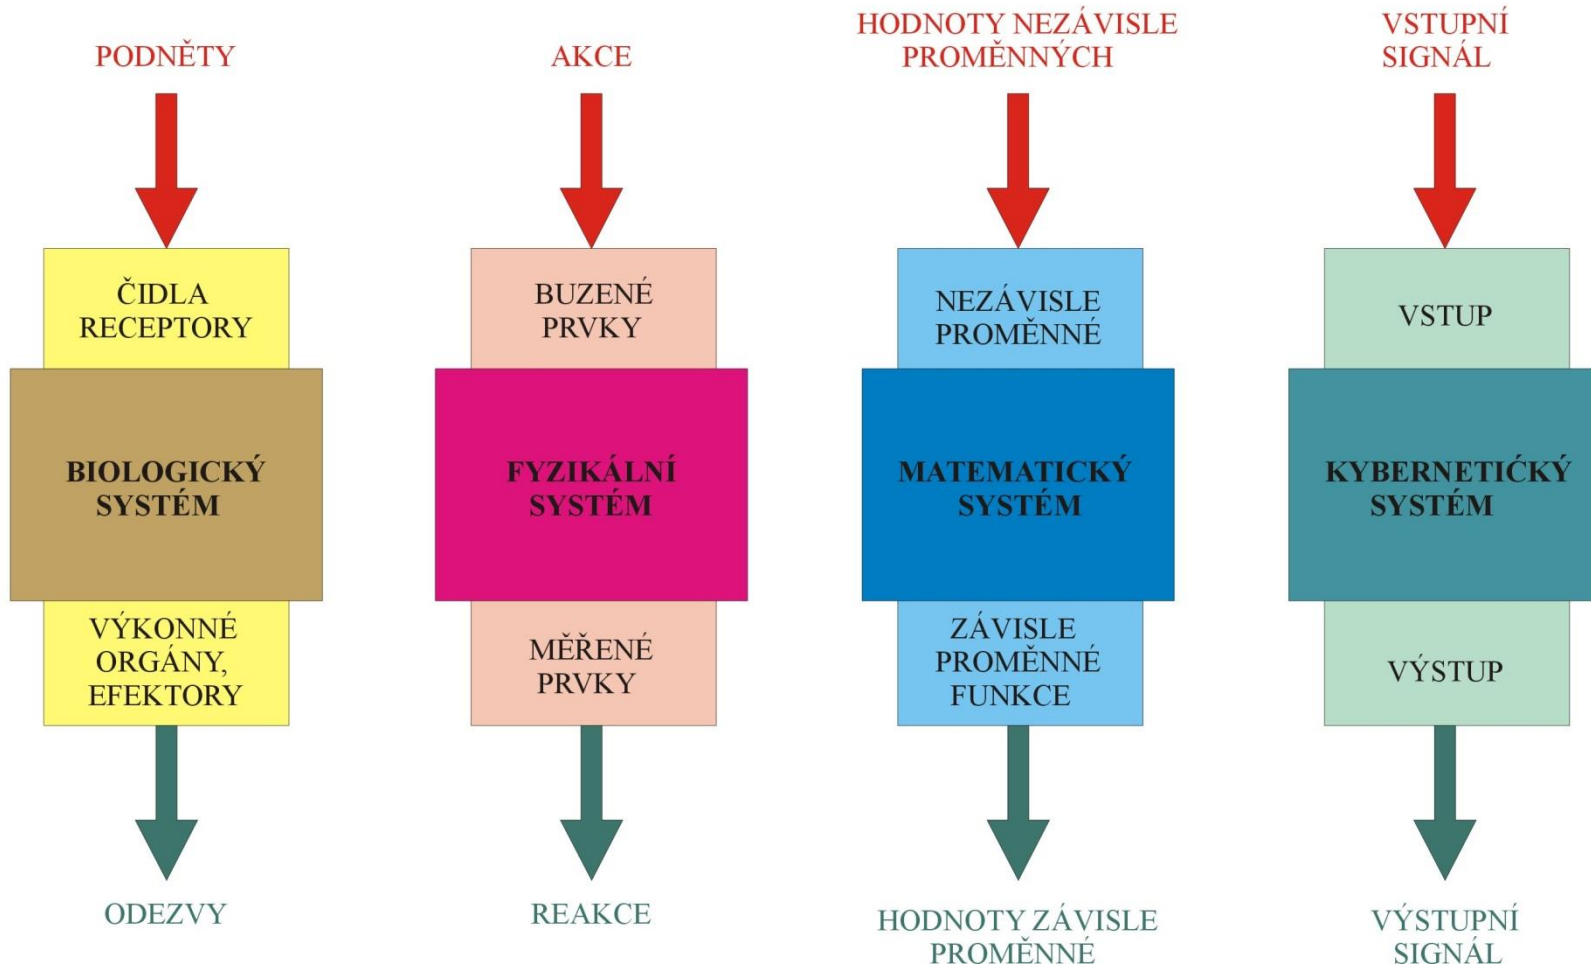 PODNĚTY
ČIDLA
RECEPTORY
BIOLOGICKÝ
SYSTÉM
VÝKONNÉ
ORGÁNY,
EFEKTORY
ODEZVY
AKCE
BUZENÉ
PRVKY
FYZIKÁLNÍ
SYSTÉM
MĚŘENÉ
PRVKY
REAKCE
HODNOTY NEZÁVISLE
PROMĚNNÝCH
NEZÁVISLE
PROMĚNNÉ
MATEMATICKÝ
SYSTÉM
ZÁVISLE
PROMĚNNÉ
FUNKCE
HODNOTY ZÁVISLE
PROMĚNNÉ
VSTUPNÍ
SIGNÁL
VSTUP
KYBERNETIĆKÝ
SYSTÉM
VÝSTUP
VÝSTUPNÍ
SIGNÁL